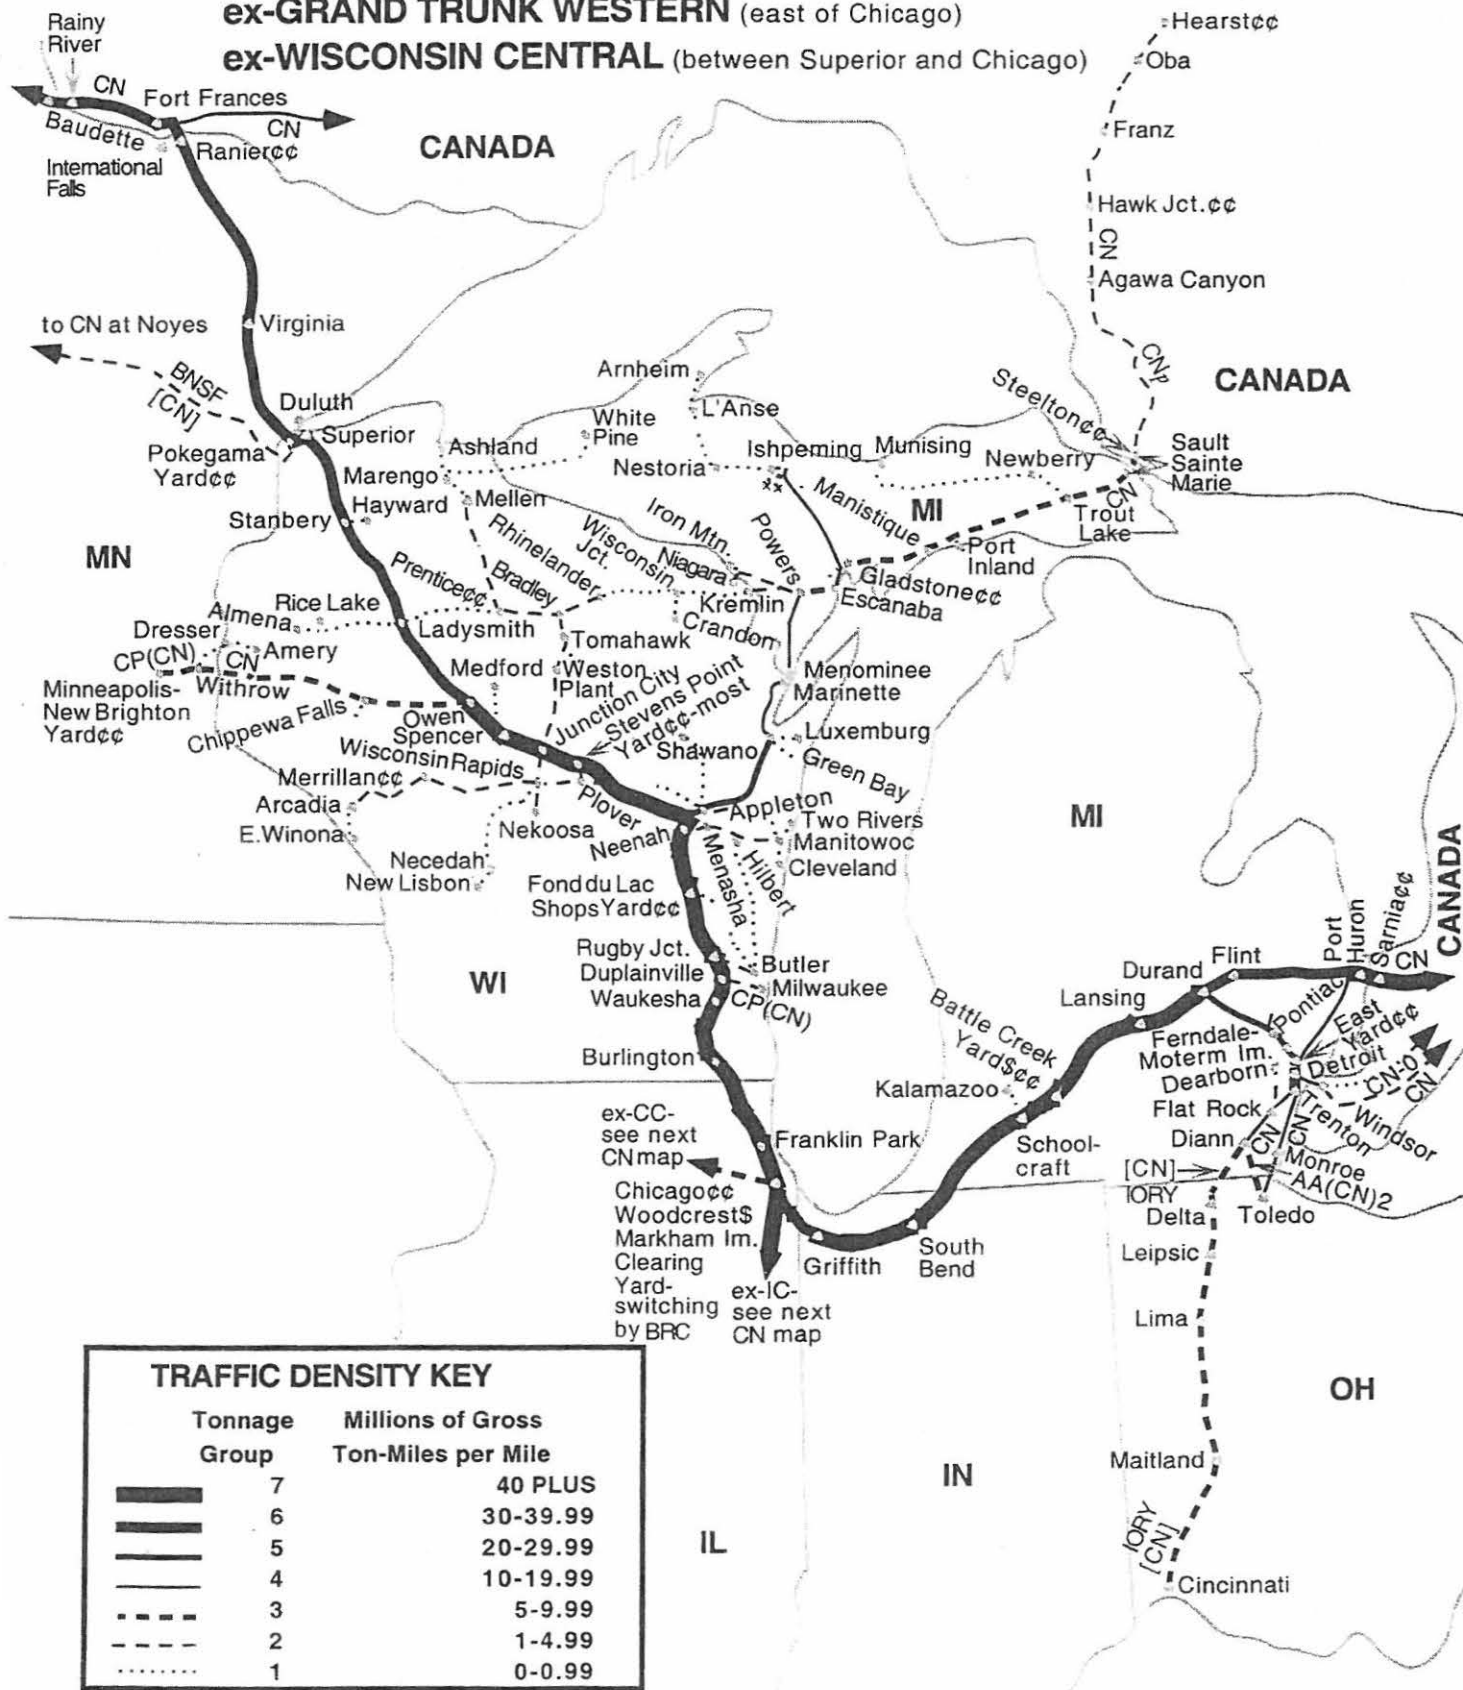 ex-GRAND TRUNK WESTERN (east of Chicago)
ex-WISCONSIN CENTRAL (between Superior and Chicago)
Rainy
River
CN
Fort Frances
CN
Baudette
Ranier¢¢
International
Falls
CANADA
Hearst¢¢
Oba
Franz
Hawk Jct.¢¢
CN
Agawa Canyon
CNp
CANADA
to CN at Noyes
Virginia
BNSF
[CN]
Duluth
Superior
Pokegama
Yard¢¢
Arnheim
L'Anse
White
Pine
Ashland
Marengo
Nestoria
Ishpeming
xx
Munising
Newberry
Steelton¢¢
Sault
Sainte
Marie
CN
Trout
Lake
MI
Manistique
Port
Inland
Hayward
Mellen
Stanbery
MN
Rhinelander
Wisconsin
Jct.
Iron Mtn.
Niagara
Powers
Kremlin
Gladstone¢¢
Escanaba
Crandon
Prentice¢¢
Bradley
Rice Lake
Almena
Ladysmith
Dresser
CP(CN)
CN
Amery
Withrow
Minneapolis-
New Brighton
Yard¢¢
Chippewa Falls
Tomahawk
Medford
Weston
Plant
Junction City
Stevens Point
Yard¢¢-most
Owen
Spencer
Menominee
Marinette
Luxemburg
Green Bay
Shawano
Wisconsin Rapids
Merrillan¢¢
Arcadia
E.Winona
Nekoosa
Plover
Necedah
New Lisbon
Neenah
Appleton
Menasha
Hilbert
Two Rivers
Manitowoc
Cleveland
MI
Fond du Lac
Shops Yard¢¢
Rugby Jct.
Duplainville
Waukesha
Butler
Milwaukee
CP(CN)
WI
Burlington
Battle Creek
Yard$¢¢
Kalamazoo
Lansing
Durand
Flint
Port
Huron
Sarnia¢¢
CN
CANADA
Pontiac
East
Yard¢¢
Ferndale-
Moterm Im.
Dearborn
Detroit
CN-0
CN
Flat Rock
Trenton
Windsor
Diann
CN
CN
Monroe
[CN]
AA(CN)2
IORY
Delta
Toledo
Leipsic
Lima
Maitland
IORY
[CN]
Cincinnati
School-
craft
ex-CC-
see next
CN map
Franklin Park
Chicago¢¢
Woodcrest$
Markham Im.
Clearing
Yard-
switching
by BRC
ex-IC-
see next
CN map
Griffith
South
Bend
OH
IN
IL
TRAFFIC DENSITY KEY
Tonnage Millions of Gross
Group Ton-Miles per Mile
7 40 PLUS
6 30-39.99
5 20-29.99
4 10-19.99
3 5-9.99
2 1-4.99
1 0-0.99